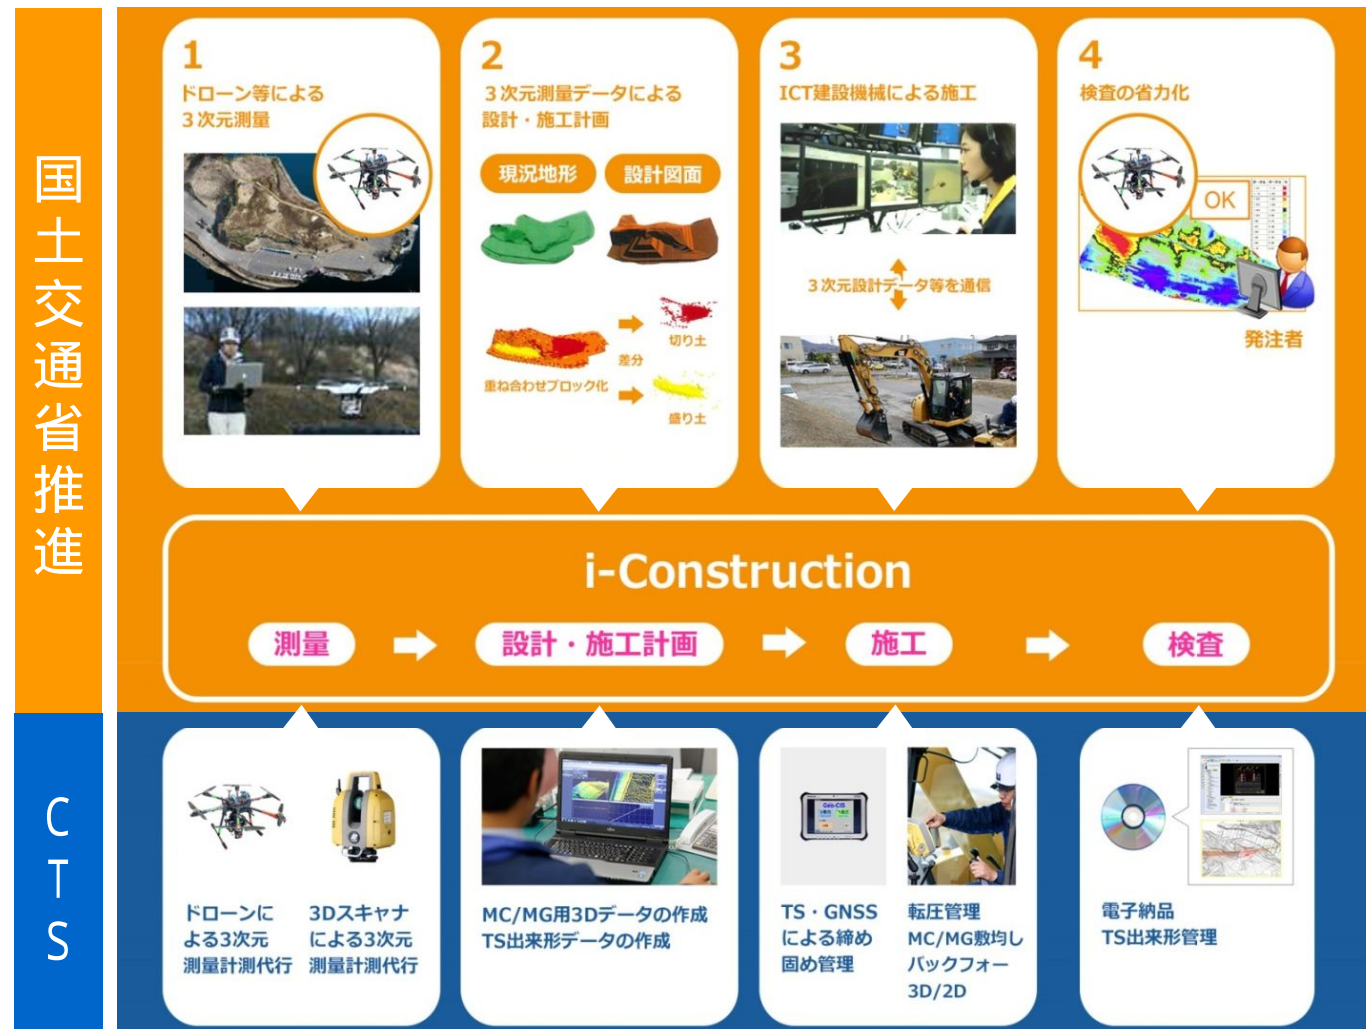 国土交通省推進
1
ドローン等による
３次元測量
2
３次元測量データによる
設計・施工計画
現況地形
設計図面
切り土
差分
重ね合わせブロック化
盛り土
3
ICT建設機械による施工
３次元設計データ等を通信
4
検査の省力化
OK
発注者
i-Construction
測量
設計・施工計画
施工
検査
CTS
ドローンに
よる3次元
測量計測代行
3Dスキャナ
による3次元
測量計測代行
MC/MG用3Dデータの作成
TS出来形データの作成
TS・GNSS
による締め
固め管理
転圧管理
MC/MG敷均し
バックフォー
3D/2D
電子納品
TS出来形管理